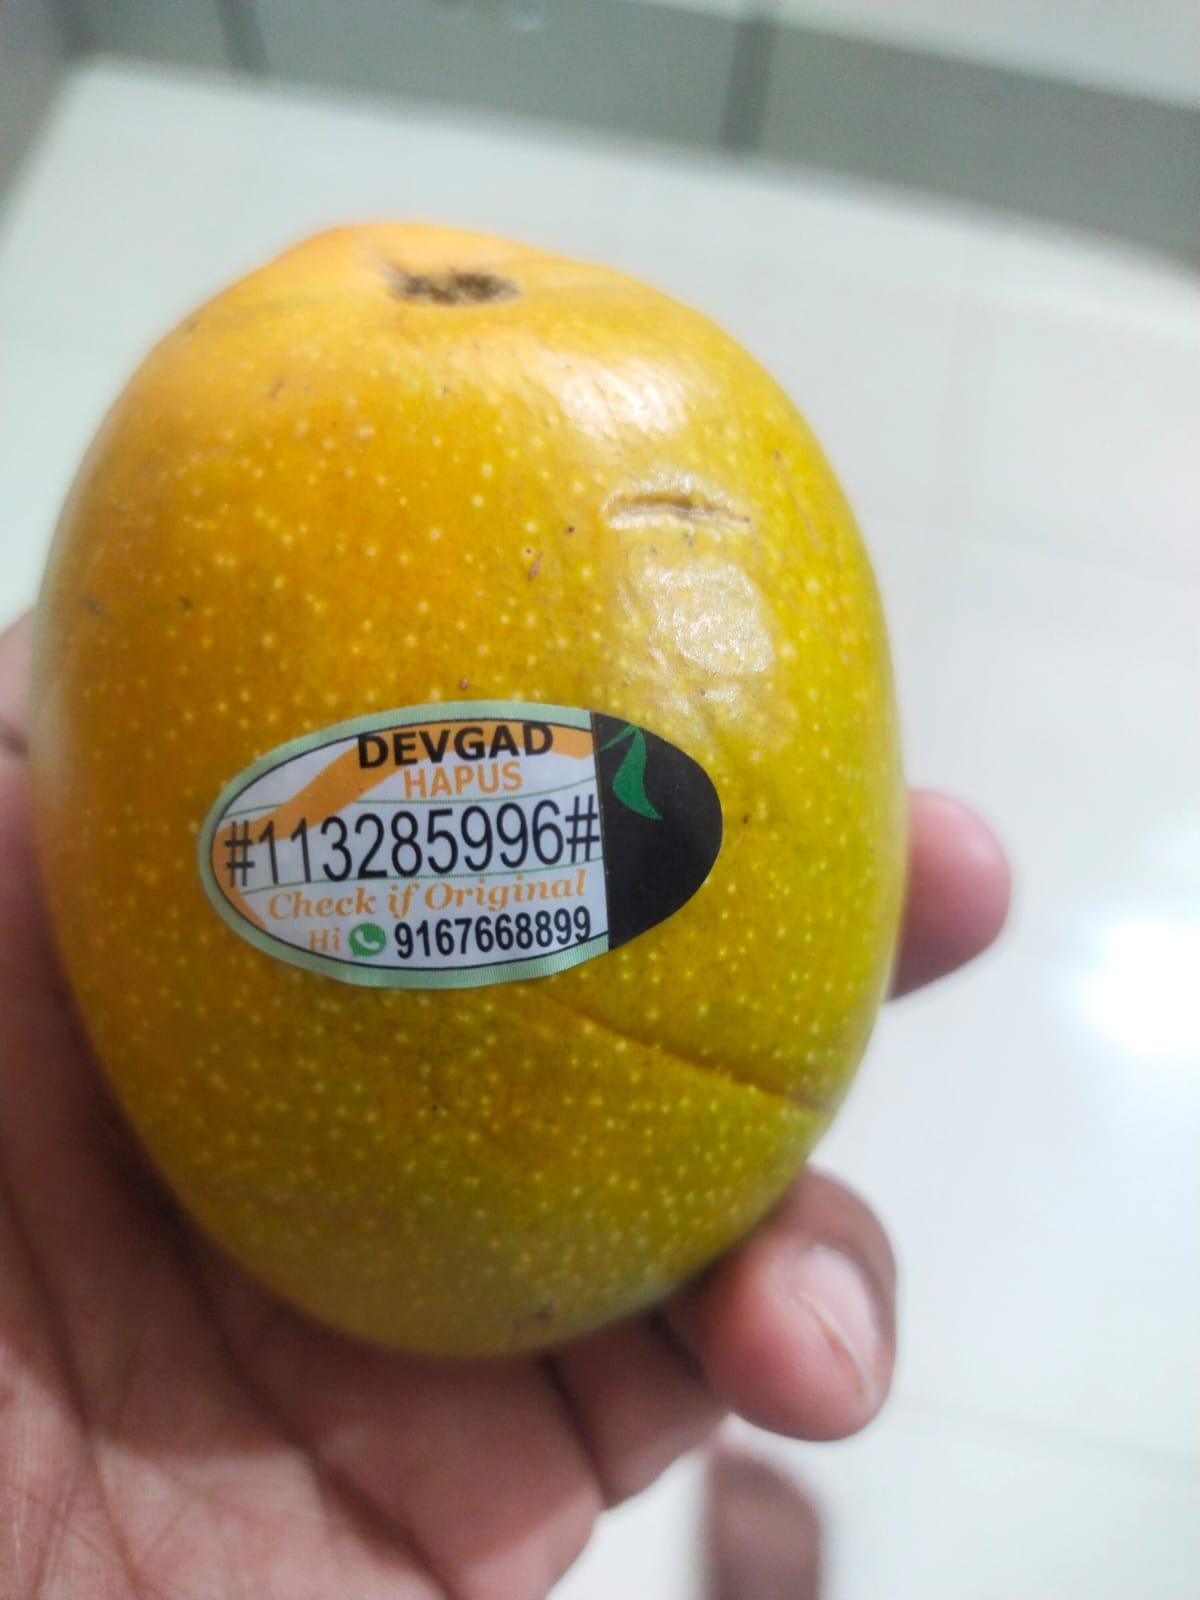 DEVGAD
HAPUS
#113285996#
Check if Original
Hi 9167668899